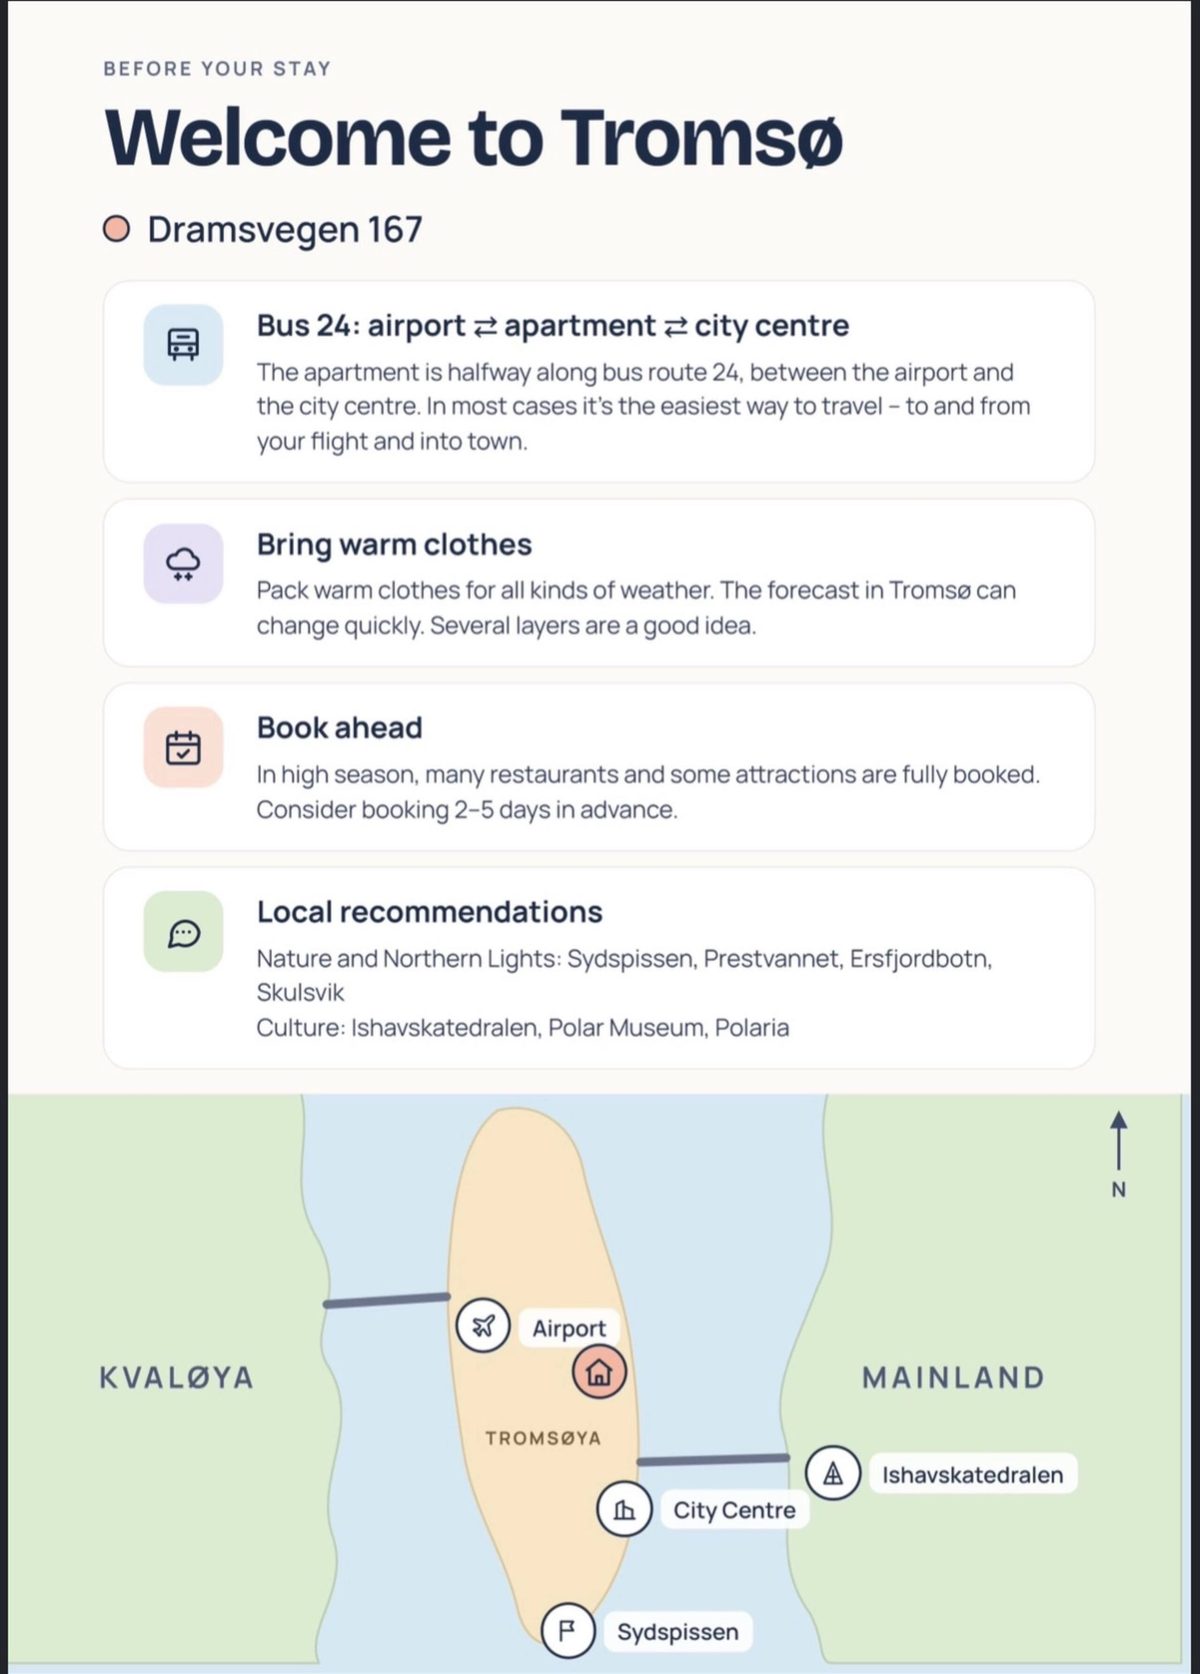 BEFORE YOUR STAY
Welcome to Tromsø
Dramsvegen 167
Bus 24: airport ⇄ apartment ⇄ city centre
The apartment is halfway along bus route 24, between the airport and
the city centre. In most cases it’s the easiest way to travel – to and from
your flight and into town.
Bring warm clothes
Pack warm clothes for all kinds of weather. The forecast in Tromsø can
change quickly. Several layers are a good idea.
Book ahead
In high season, many restaurants and some attractions are fully booked.
Consider booking 2–5 days in advance.
Local recommendations
Nature and Northern Lights: Sydspissen, Prestvannet, Ersfjordbotn,
Skulsvik
Culture: Ishavskatedralen, Polar Museum, Polaria
N
Airport
KVALØYA
MAINLAND
TROMSØYA
Ishavskatedralen
City Centre
Sydspissen